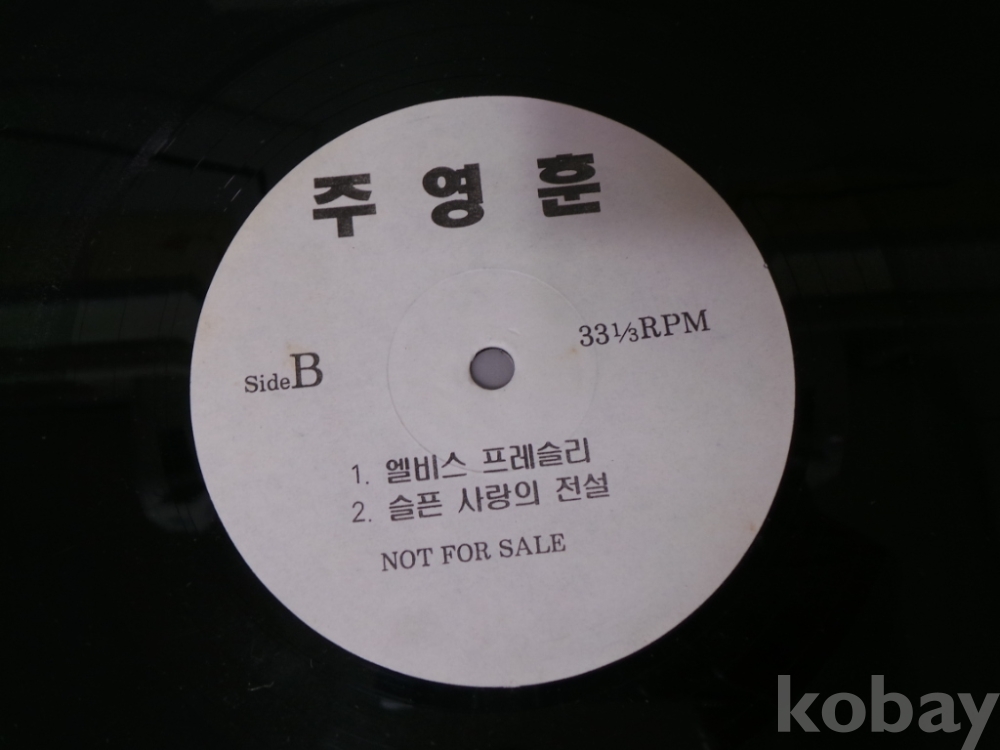 주영훈
33⅓RPM
Side B
1. 엘비스 프레슬리
2. 슬픈 사랑의 전설
NOT FOR SALE
kobay